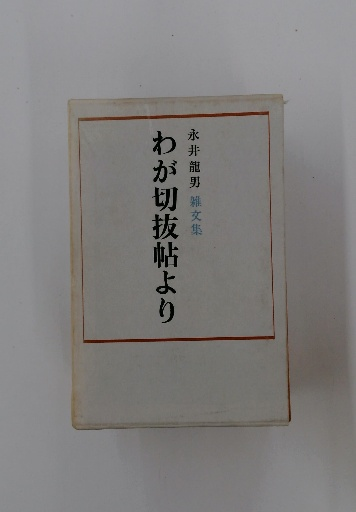 永井龍男 雑文集
わが切抜帖より